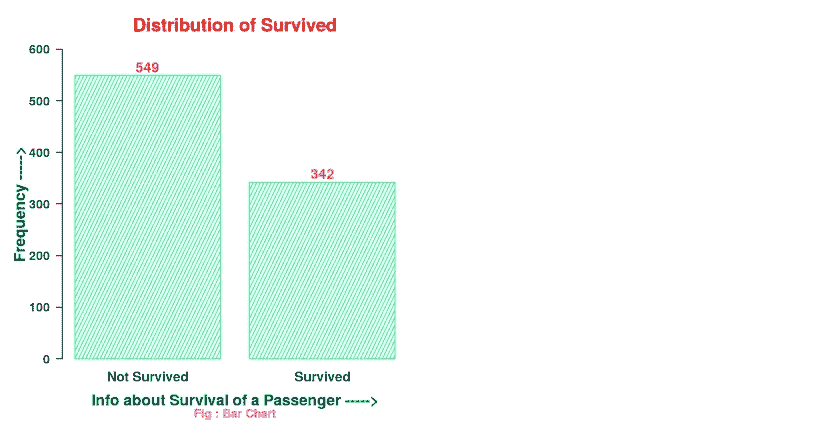 Distribution of Survived
600
500
400
300
200
100
0
Frequency ----->
549
342
Not Survived
Survived
Info about Survival of a Passenger ----->
Fig : Bar Chart